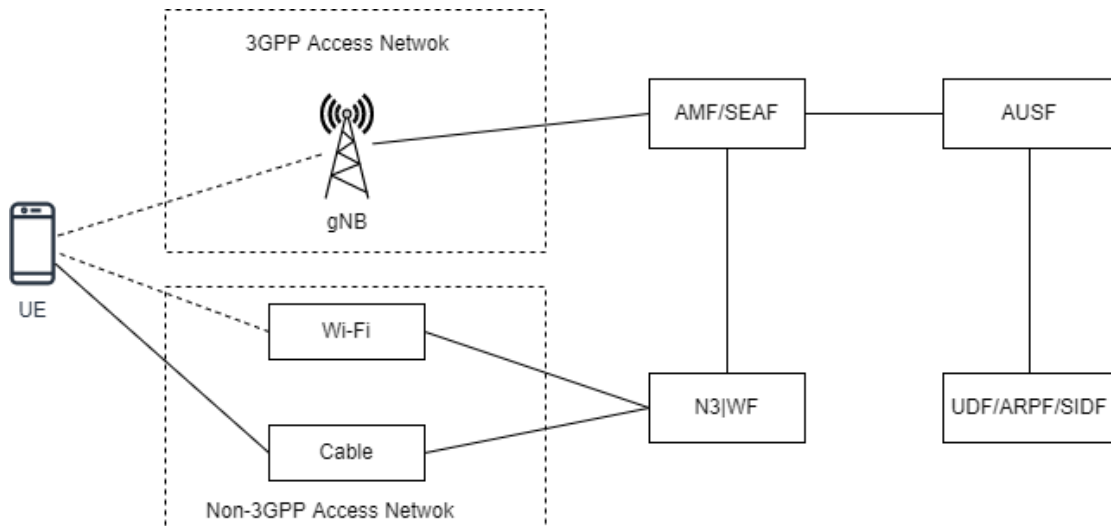 3GPP Access Netwok
gNB
AMF/SEAF
AUSF
UE
Wi-Fi
Cable
N3|WF
UDF/ARPF/SIDF
Non-3GPP Access Netwok